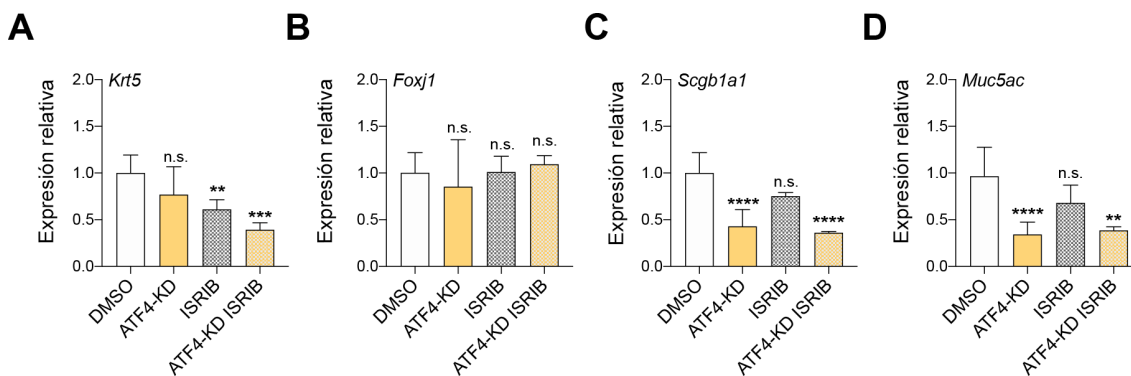 A
Krt5
Expresión relativa
2.0
1.5
1.0
0.5
0.0
n.s.
**
***
DMSO
ATF4-KD
ISRIB
ATF4-KD ISRIB
B
Foxj1
Expresión relativa
2.0
1.5
1.0
0.5
0.0
n.s.
n.s.
n.s.
DMSO
ATF4-KD
ISRIB
ATF4-KD ISRIB
C
Scgb1a1
Expresión relativa
2.0
1.5
1.0
0.5
0.0
****
n.s.
****
DMSO
ATF4-KD
ISRIB
ATF4-KD ISRIB
D
Muc5ac
Expresión relativa
2.0
1.5
1.0
0.5
0.0
****
n.s.
**
DMSO
ATF4-KD
ISRIB
ATF4-KD ISRIB